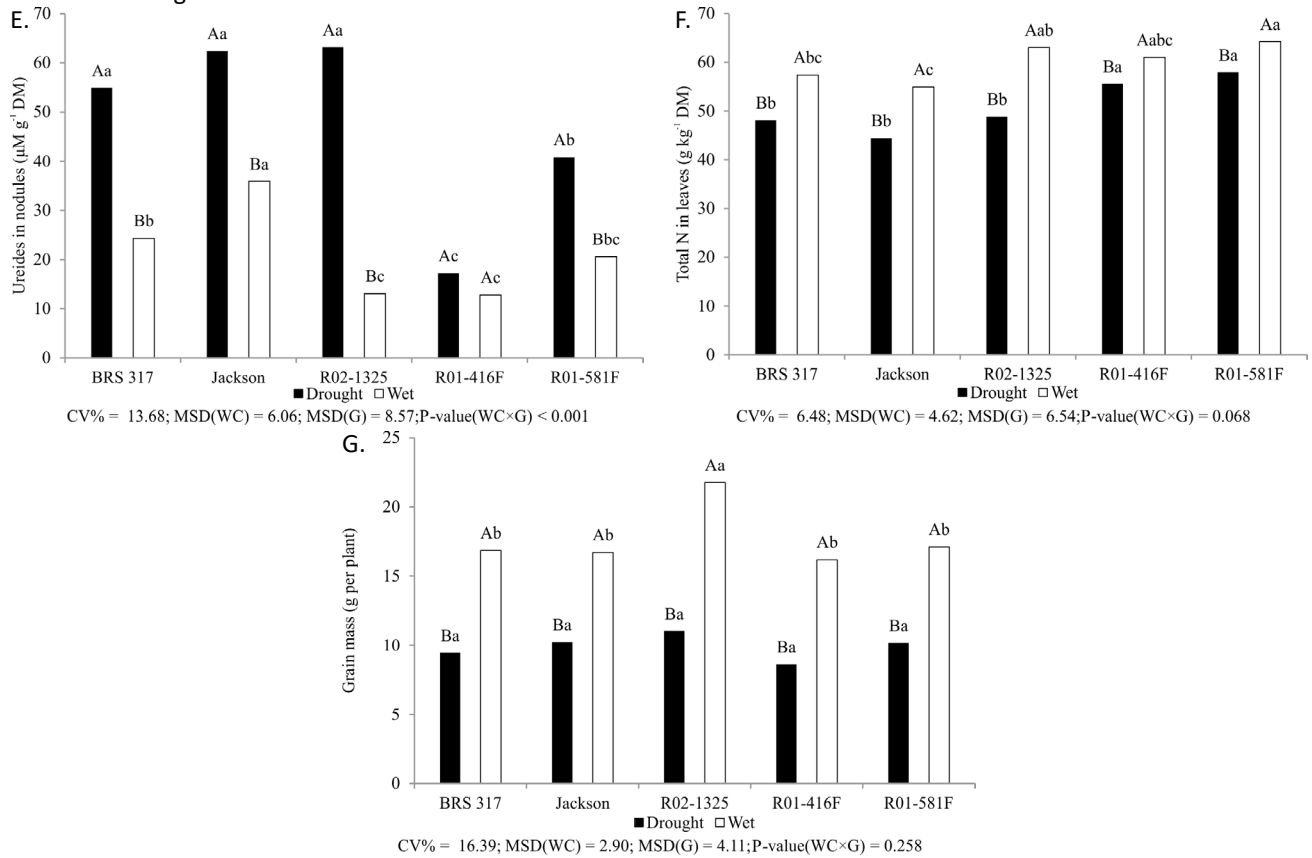 E.
70
60
50
40
30
20
10
0
Ureides in nodules (µM g⁻¹ DM)
Aa
Bb
Aa
Ba
Aa
Bc
Ac
Ac
Ab
Bbc
BRS 317 Jackson R02-1325 R01-416F R01-581F
Drought Wet
CV% = 13.68; MSD(WC) = 6.06; MSD(G) = 8.57;P-value(WC×G) < 0.001
F.
70
60
50
40
30
20
10
0
Total N in leaves (g kg⁻¹ DM)
Bb
Abc
Bb
Ac
Bb
Aab
Ba
Aabc
Ba
Aa
BRS 317 Jackson R02-1325 R01-416F R01-581F
Drought Wet
CV% = 6.48; MSD(WC) = 4.62; MSD(G) = 6.54;P-value(WC×G) = 0.068
G.
25
20
15
10
5
0
Grain mass (g per plant)
Ba
Ab
Ba
Ab
Ba
Aa
Ba
Ab
Ba
Ab
BRS 317 Jackson R02-1325 R01-416F R01-581F
Drought Wet
CV% = 16.39; MSD(WC) = 2.90; MSD(G) = 4.11;P-value(WC×G) = 0.258